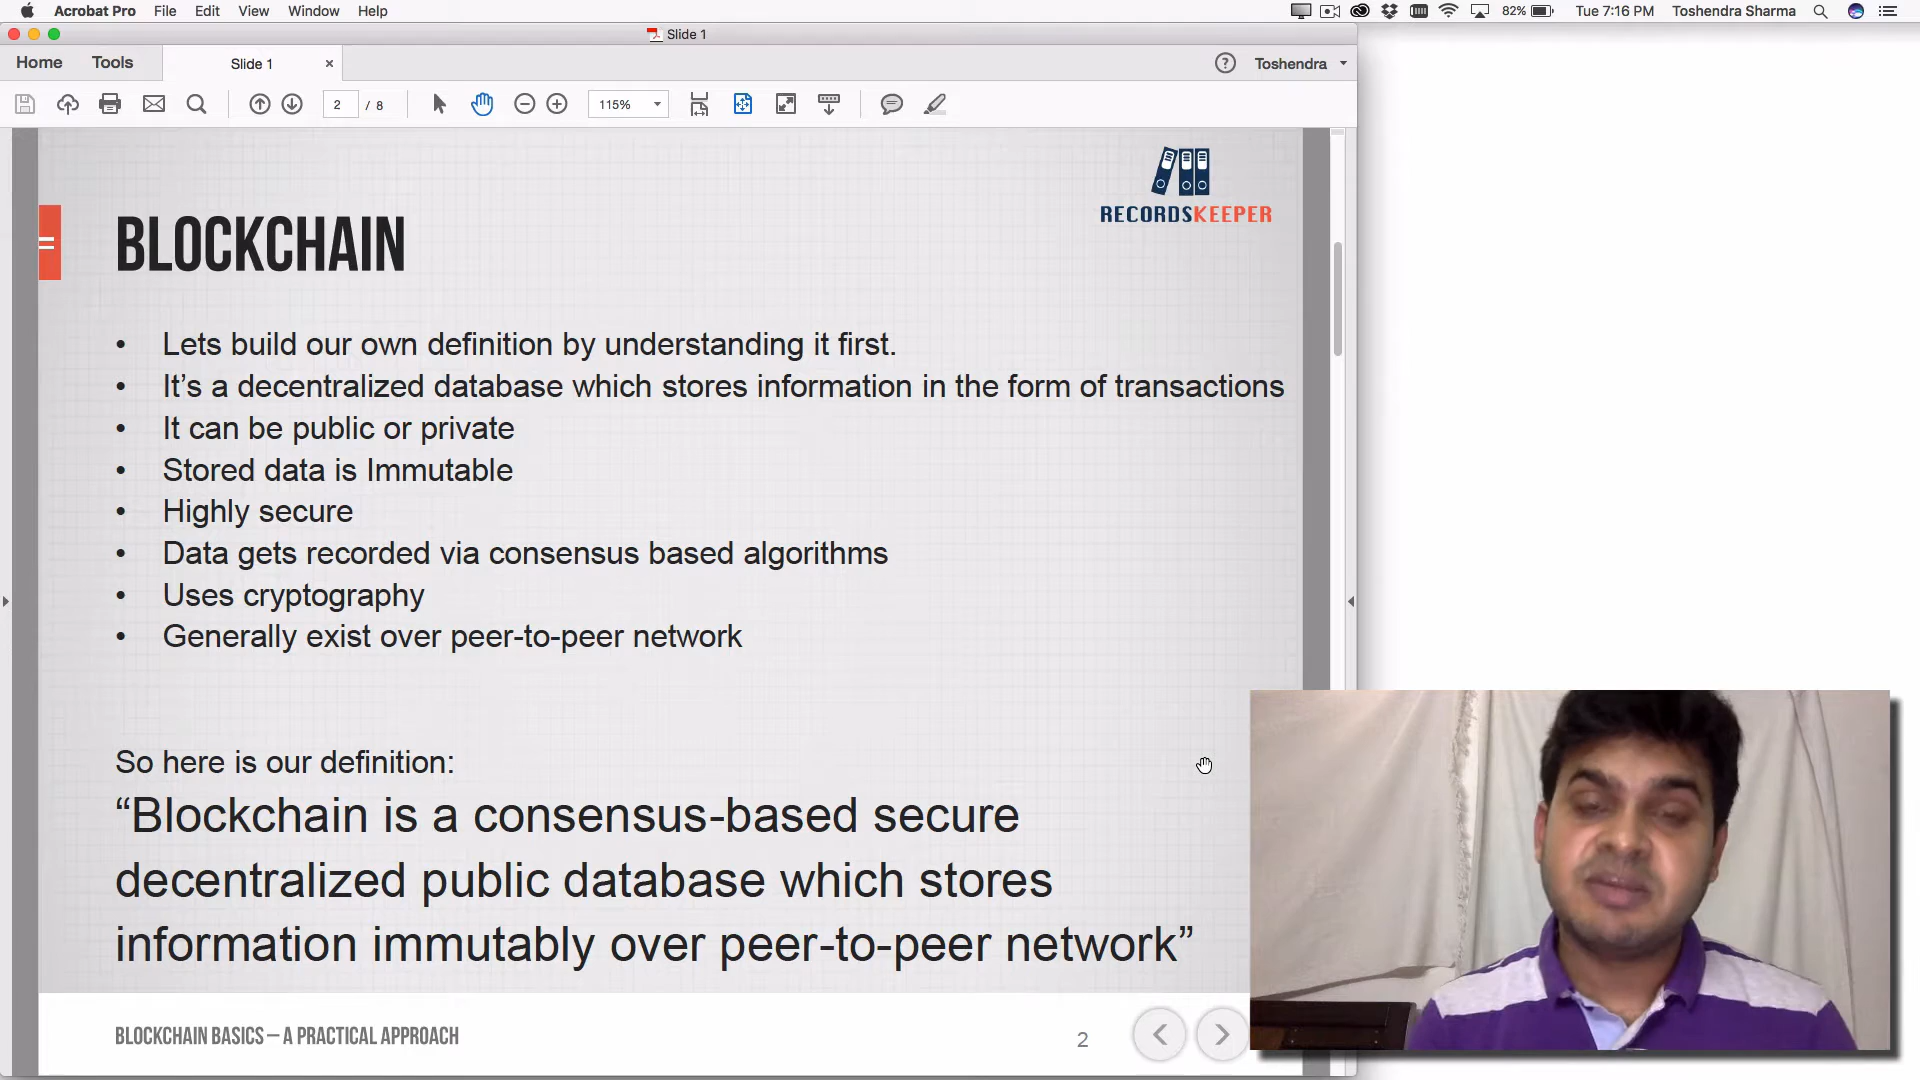 Acrobat Pro File Edit View Window Help 82% Tue 7:16 PM Toshendra Sharma
Slide 1
Home Tools Slide 1 × ? Toshendra
2 / 8 115%
RECORDSKEEPER
BLOCKCHAIN
• Lets build our own definition by understanding it first.
• It’s a decentralized database which stores information in the form of transactions
• It can be public or private
• Stored data is Immutable
• Highly secure
• Data gets recorded via consensus based algorithms
• Uses cryptography
• Generally exist over peer-to-peer network
So here is our definition:
“Blockchain is a consensus-based secure
decentralized public database which stores
information immutably over peer-to-peer network”
BLOCKCHAIN BASICS – A PRACTICAL APPROACH 2